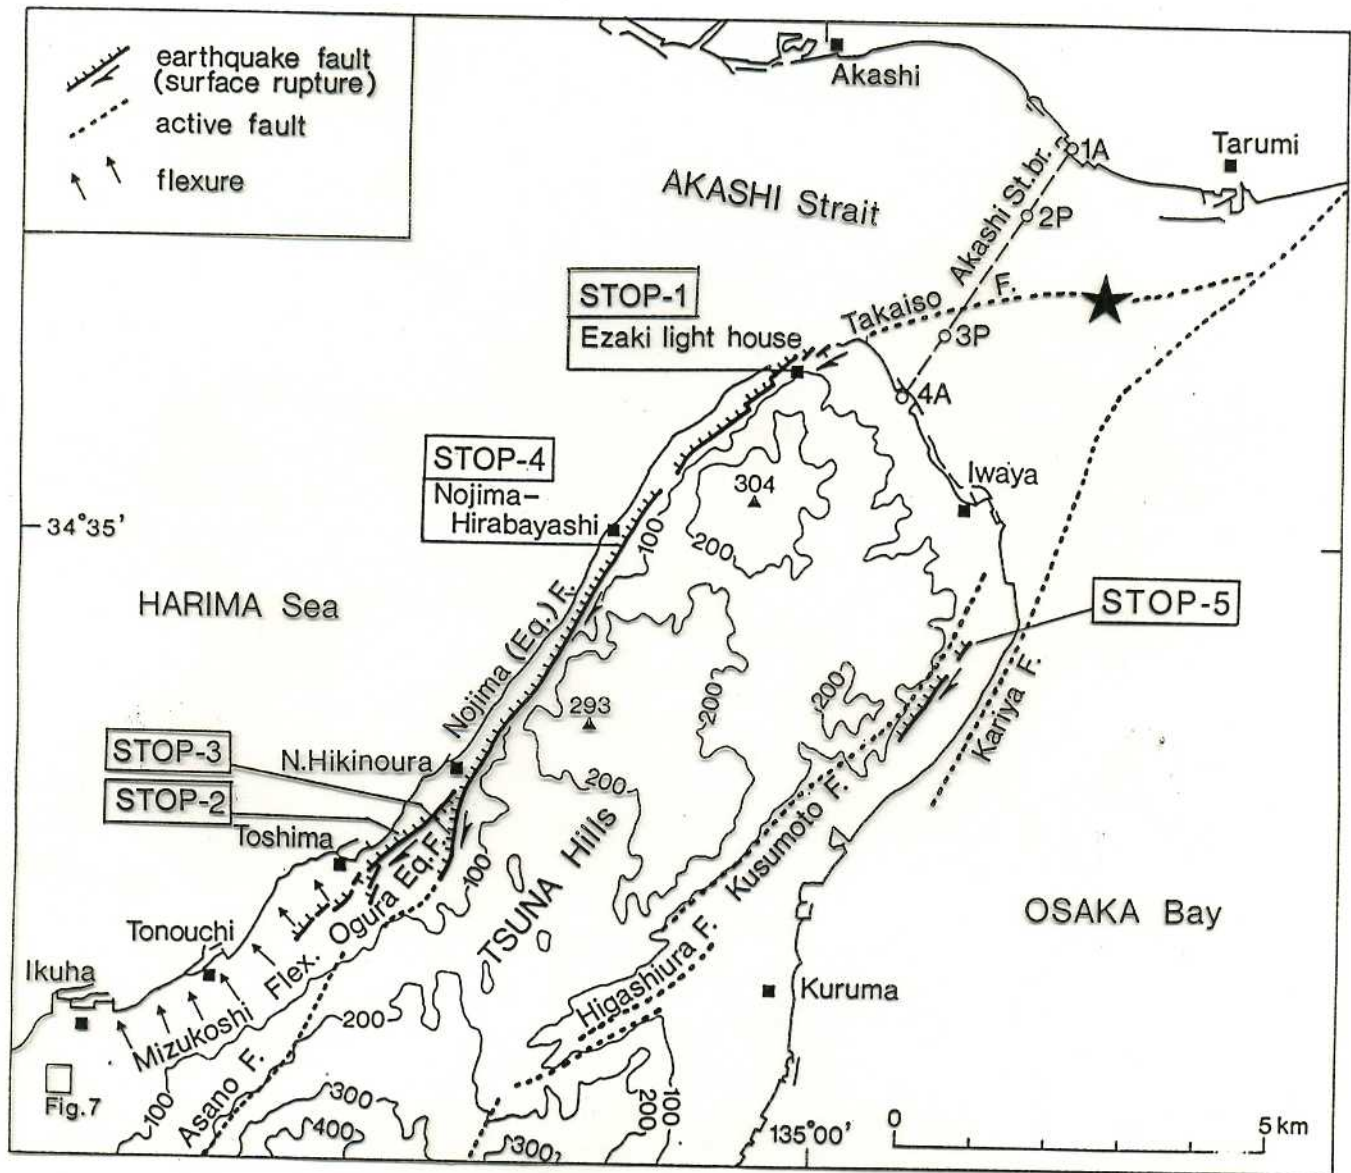 earthquake fault
(surface rupture)
active fault
flexure
Akashi
Tarumi
1A
Akashi St.br.
2P
AKASHI Strait
STOP-1
Ezaki light house
Takaiso F.
3P
4A
STOP-4
Nojima-
Hirabayashi
304
Iwaya
34°35'
100
200
HARIMA Sea
STOP-5
Nojima (Eq.) F.
200
200
293
Kariya F.
STOP-3
N.Hikinoura
STOP-2
200
Toshima
Kusumoto F.
100
Ogura Eq.F.
TSUNA Hills
OSAKA Bay
Tonouchi
Flex.
Higashiura F.
Ikuha
Kuruma
Mizukoshi
200
Asano F.
Fig.7
100
300
400
300
200
100
135°00'
0
5 km